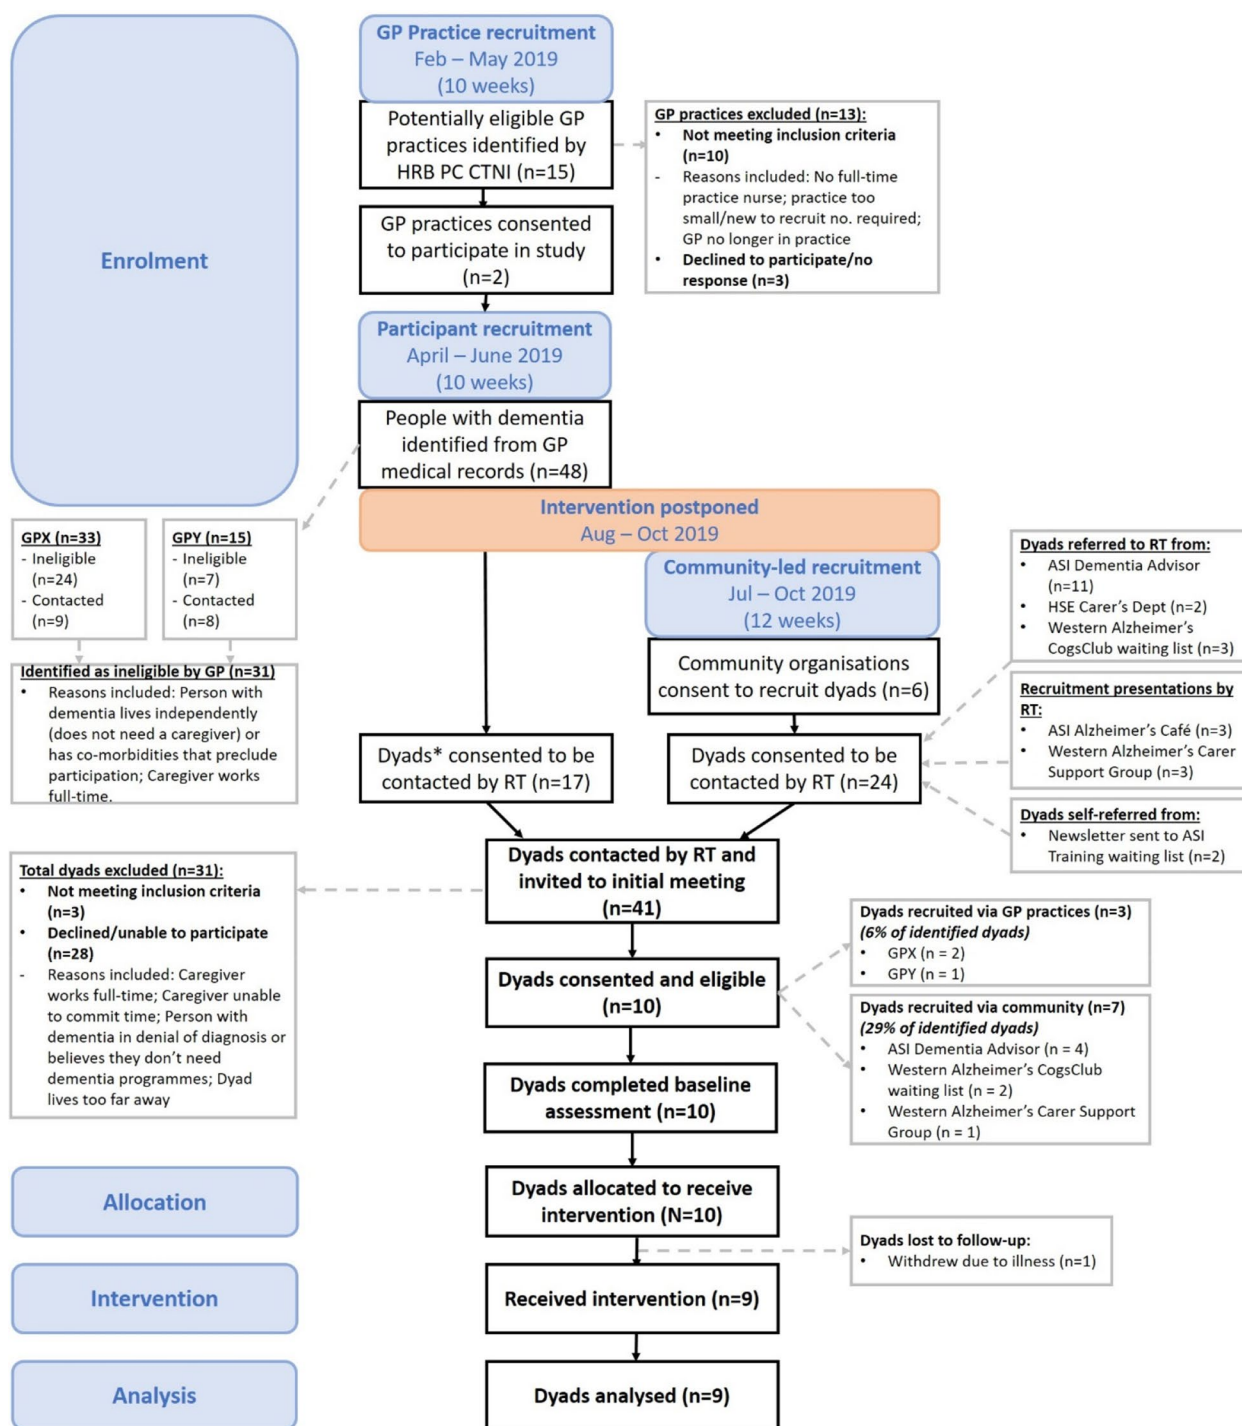 GP Practice recruitment
Feb – May 2019
(10 weeks)
Potentially eligible GP
practices identified by
HRB PC CTNI (n=15)
GP practices excluded (n=13):
• Not meeting inclusion criteria
(n=10)
- Reasons included: No full-time
practice nurse; practice too
small/new to recruit no. required;
GP no longer in practice
• Declined to participate/no
response (n=3)
GP practices consented
to participate in study
(n=2)
Enrolment
Participant recruitment
April – June 2019
(10 weeks)
People with dementia
identified from GP
medical records (n=48)
Intervention postponed
Aug – Oct 2019
GPX (n=33)
- Ineligible
(n=24)
- Contacted
(n=9)
GPY (n=15)
- Ineligible
(n=7)
- Contacted
(n=8)
Identified as ineligible by GP (n=31)
• Reasons included: Person with
dementia lives independently
(does not need a caregiver) or
has co-morbidities that preclude
participation; Caregiver works
full-time.
Community-led recruitment
Jul – Oct 2019
(12 weeks)
Community organisations
consent to recruit dyads (n=6)
Dyads referred to RT from:
• ASI Dementia Advisor
(n=11)
• HSE Carer's Dept (n=2)
• Western Alzheimer's
CogsClub waiting list (n=3)
Recruitment presentations by
RT:
• ASI Alzheimer's Café (n=3)
• Western Alzheimer's Carer
Support Group (n=3)
Dyads self-referred from:
• Newsletter sent to ASI
Training waiting list (n=2)
Dyads* consented to be
contacted by RT (n=17)
Dyads consented to be
contacted by RT (n=24)
Dyads contacted by RT and
invited to initial meeting
(n=41)
Total dyads excluded (n=31):
• Not meeting inclusion criteria
(n=3)
• Declined/unable to participate
(n=28)
- Reasons included: Caregiver
works full-time; Caregiver unable
to commit time; Person with
dementia in denial of diagnosis or
believes they don't need
dementia programmes; Dyad
lives too far away
Dyads consented and eligible
(n=10)
Dyads recruited via GP practices (n=3)
(6% of identified dyads)
• GPX (n = 2)
• GPY (n = 1)
Dyads recruited via community (n=7)
(29% of identified dyads)
• ASI Dementia Advisor (n = 4)
• Western Alzheimer's CogsClub
waiting list (n = 2)
• Western Alzheimer's Carer Support
Group (n = 1)
Dyads completed baseline
assessment (n=10)
Allocation
Dyads allocated to receive
intervention (N=10)
Dyads lost to follow-up:
• Withdrew due to illness (n=1)
Intervention
Received intervention (n=9)
Analysis
Dyads analysed (n=9)